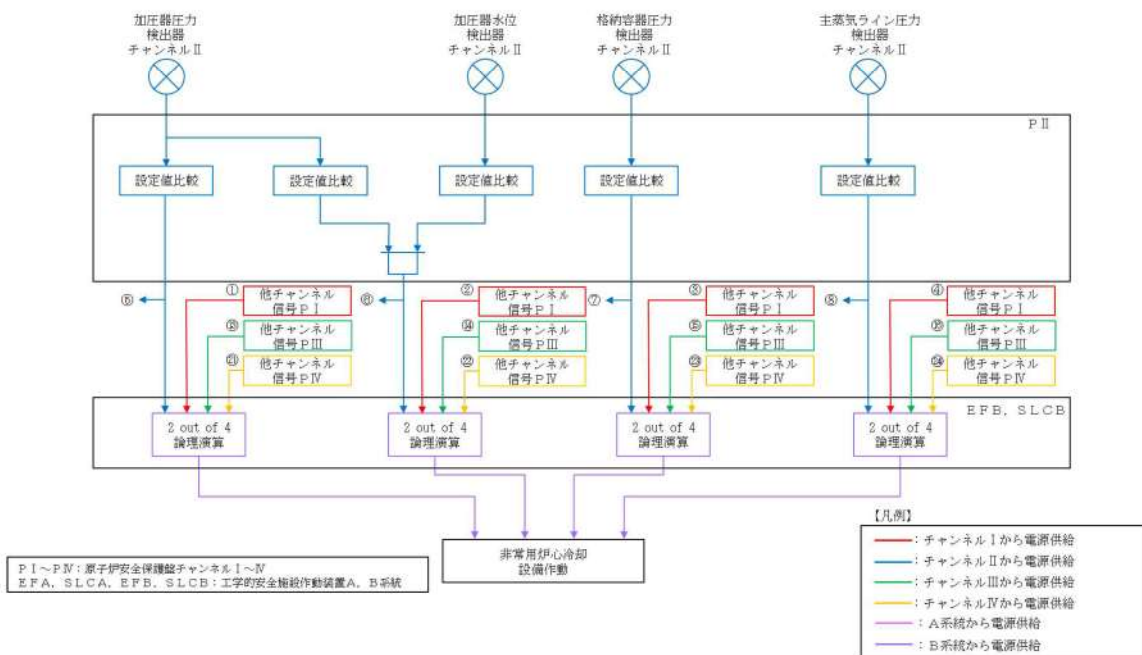 加圧器圧力
検出器
チャンネルⅡ
加圧器水位
検出器
チャンネルⅡ
格納容器圧力
検出器
チャンネルⅡ
主蒸気ライン圧力
検出器
チャンネルⅡ
PⅡ
設定値比較
設定値比較
設定値比較
設定値比較
設定値比較
⑦
⑧
①
他チャンネル
信号PⅠ
②
他チャンネル
信号PⅠ
③
他チャンネル
信号PⅠ
④
他チャンネル
信号PⅠ
⑬
他チャンネル
信号PⅢ
⑭
他チャンネル
信号PⅢ
⑮
他チャンネル
信号PⅢ
他チャンネル
信号PⅢ
㉑
他チャンネル
信号PⅣ
㉒
他チャンネル
信号PⅣ
㉓
他チャンネル
信号PⅣ
㉔
他チャンネル
信号PⅣ
EFB, SLCB
2 out of 4
論理演算
2 out of 4
論理演算
2 out of 4
論理演算
2 out of 4
論理演算
非常用炉心冷却
設備作動
PⅠ～PⅣ:原子炉安全保護盤チャンネルⅠ～Ⅳ
EFA, SLCA, EFB, SLCB:工学的安全施設作動装置A, B系統
【凡例】
:チャンネルⅠから電源供給
:チャンネルⅡから電源供給
:チャンネルⅢから電源供給
:チャンネルⅣから電源供給
:A系統から電源供給
:B系統から電源供給